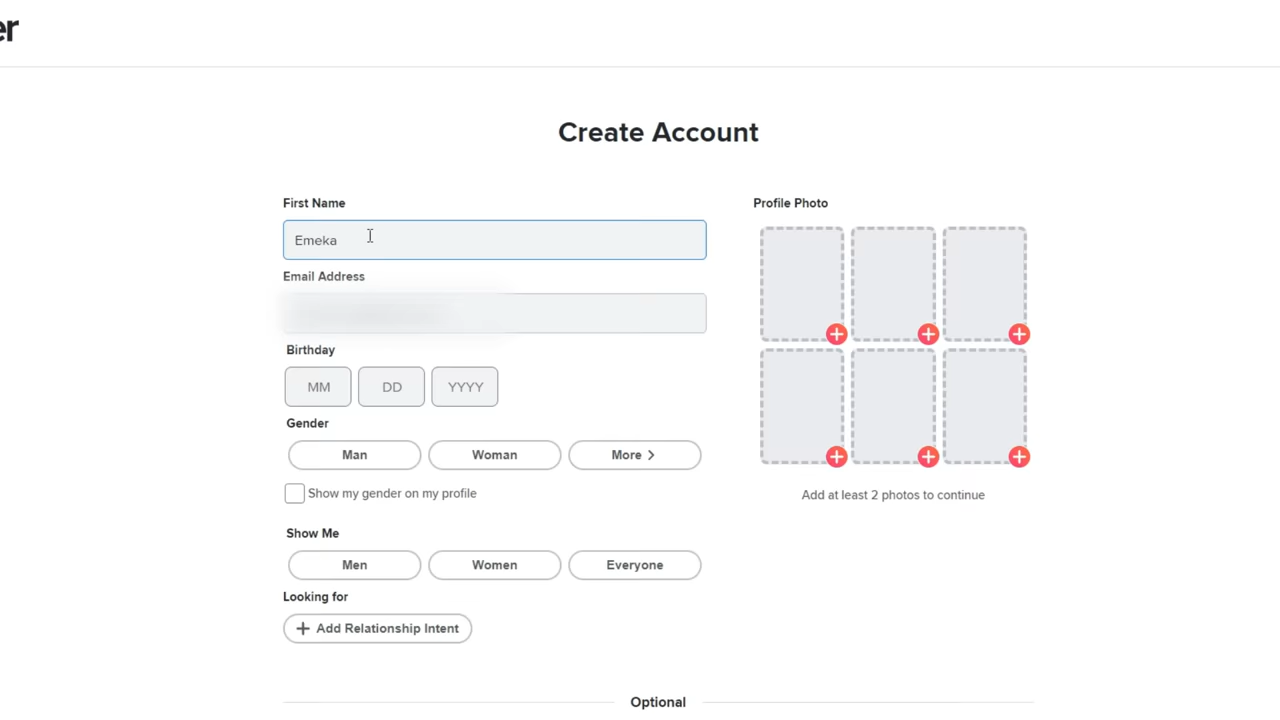 er
Create Account
First Name
Emeka
Email Address
Birthday
MM DD YYYY
Gender
Man Woman More >
Show my gender on my profile
Show Me
Men Women Everyone
Looking for
+ Add Relationship Intent
Profile Photo
Add at least 2 photos to continue
Optional